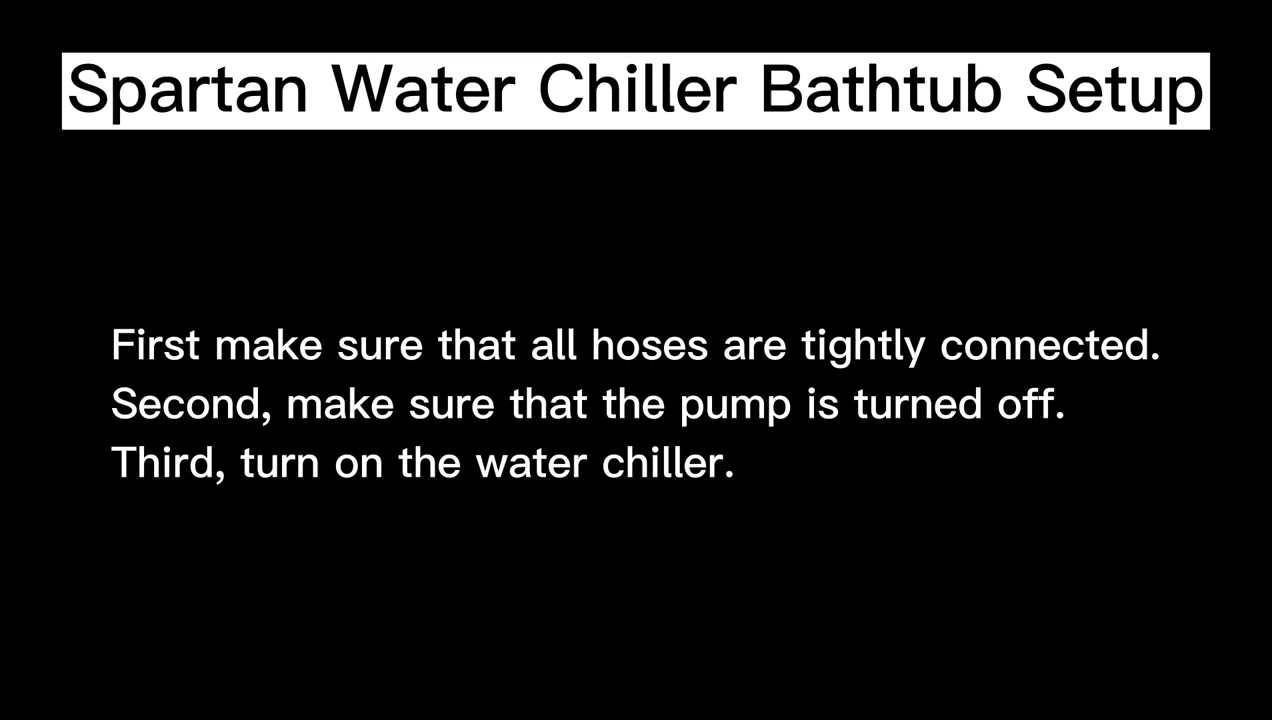 Spartan Water Chiller Bathtub Setup
First make sure that all hoses are tightly connected.
Second, make sure that the pump is turned off.
Third, turn on the water chiller.